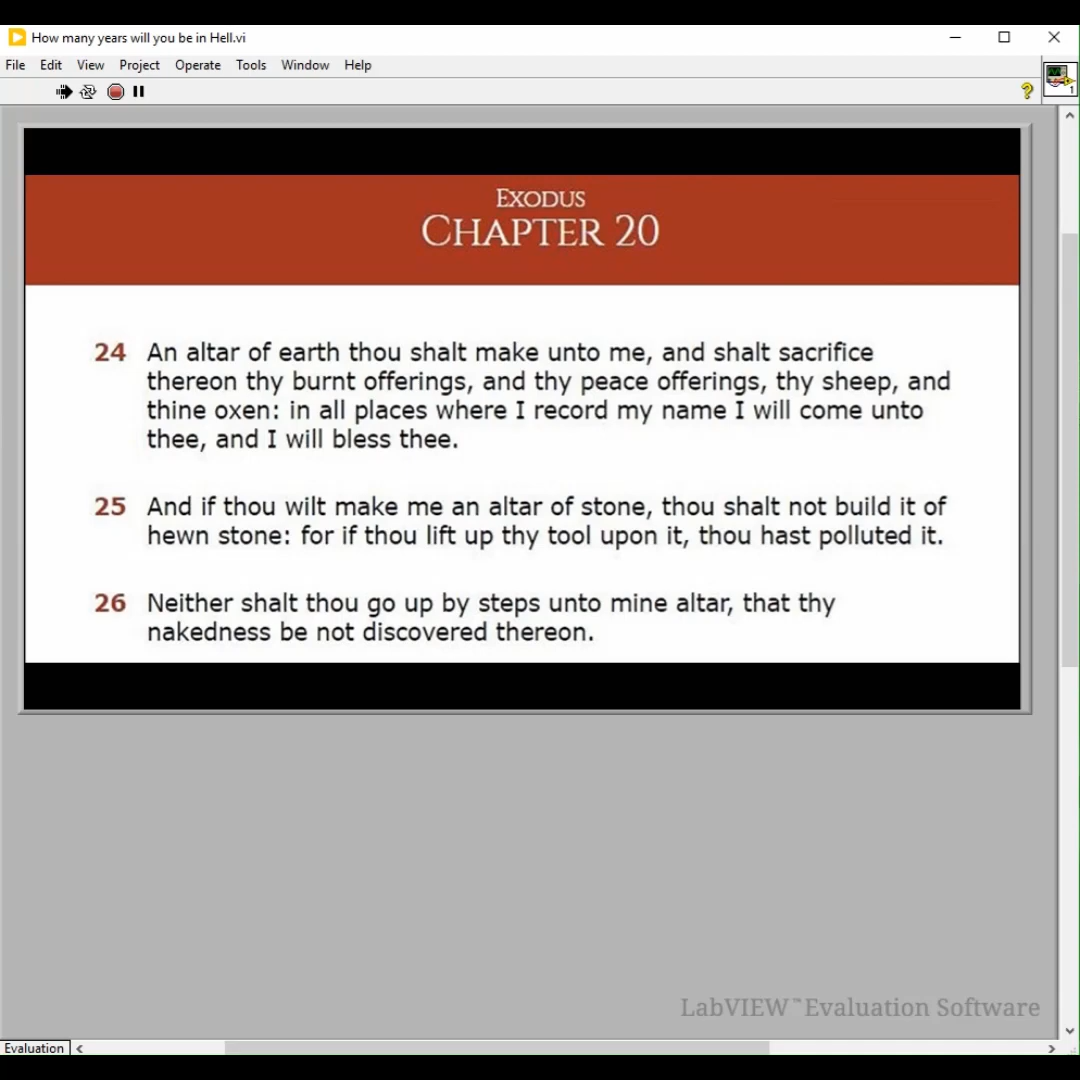 How many years will you be in Hell.vi
File Edit View Project Operate Tools Window Help
1
EXODUS
CHAPTER 20
24 An altar of earth thou shalt make unto me, and shalt sacrifice
thereon thy burnt offerings, and thy peace offerings, thy sheep, and
thine oxen: in all places where I record my name I will come unto
thee, and I will bless thee.
25 And if thou wilt make me an altar of stone, thou shalt not build it of
hewn stone: for if thou lift up thy tool upon it, thou hast polluted it.
26 Neither shalt thou go up by steps unto mine altar, that thy
nakedness be not discovered thereon.
LabVIEW™ Evaluation Software
Evaluation